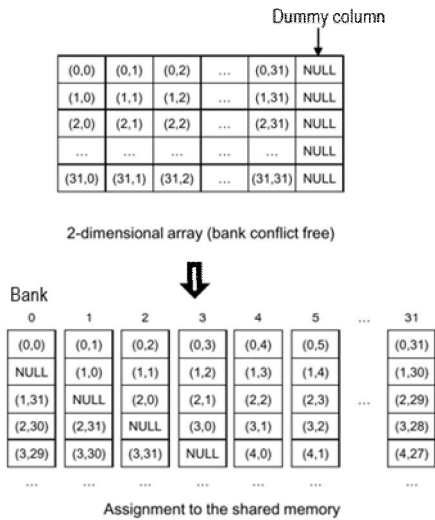 Dummy column
(0,0) (0,1) (0,2) ... (0,31) NULL
(1,0) (1,1) (1,2) ... (1,31) NULL
(2,0) (2,1) (2,2) ... (2,31) NULL
... ... ... ... NULL
(31,0) (31,1) (31,2) ... (31,31) NULL
2-dimensional array (bank conflict free)
Bank
0 1 2 3 4 5 ... 31
(0,0) (0,1) (0,2) (0,3) (0,4) (0,5) (0,31)
NULL (1,0) (1,1) (1,2) (1,3) (1,4) (1,30)
(1,31) NULL (2,0) (2,1) (2,2) (2,3) ... (2,29)
(2,30) (2,31) NULL (3,0) (3,1) (3,2) (3,28)
(3,29) (3,30) (3,31) NULL (4,0) (4,1) (4,27)
... ... ... ... ... ... ...
Assignment to the shared memory